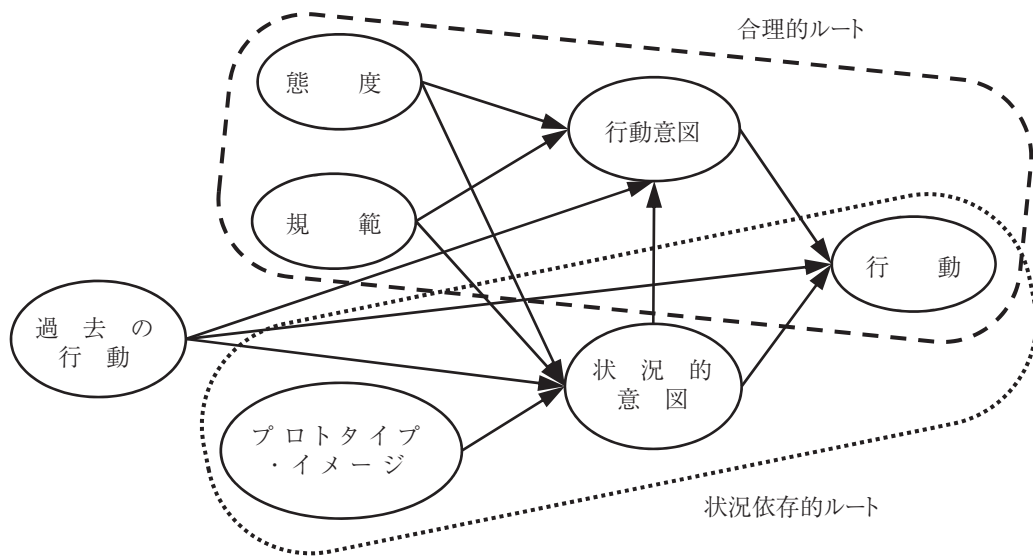 合理的ルート
態 度
行動意図
規 範
行 動
過 去 の
行 動
状 況 的
意 図
プロトタイプ
・イメージ
状況依存的ルート